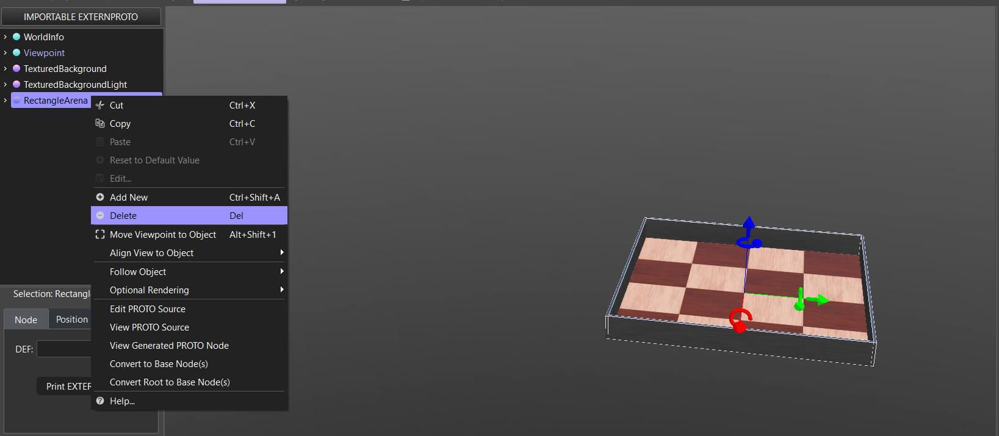 IMPORTABLE EXTERNPROTO
WorldInfo
Viewpoint
TexturedBackground
TexturedBackgroundLight
RectangleArena
Cut Ctrl+X
Copy Ctrl+C
Paste Ctrl+V
Reset to Default Value
Edit...
Add New Ctrl+Shift+A
Delete Del
Move Viewpoint to Object Alt+Shift+1
Align View to Object
Follow Object
Optional Rendering
Edit PROTO Source
View PROTO Source
View Generated PROTO Node
Convert to Base Node(s)
Convert Root to Base Node(s)
Help...
Selection: Rectangl
Node Position
DEF:
Print EXTER